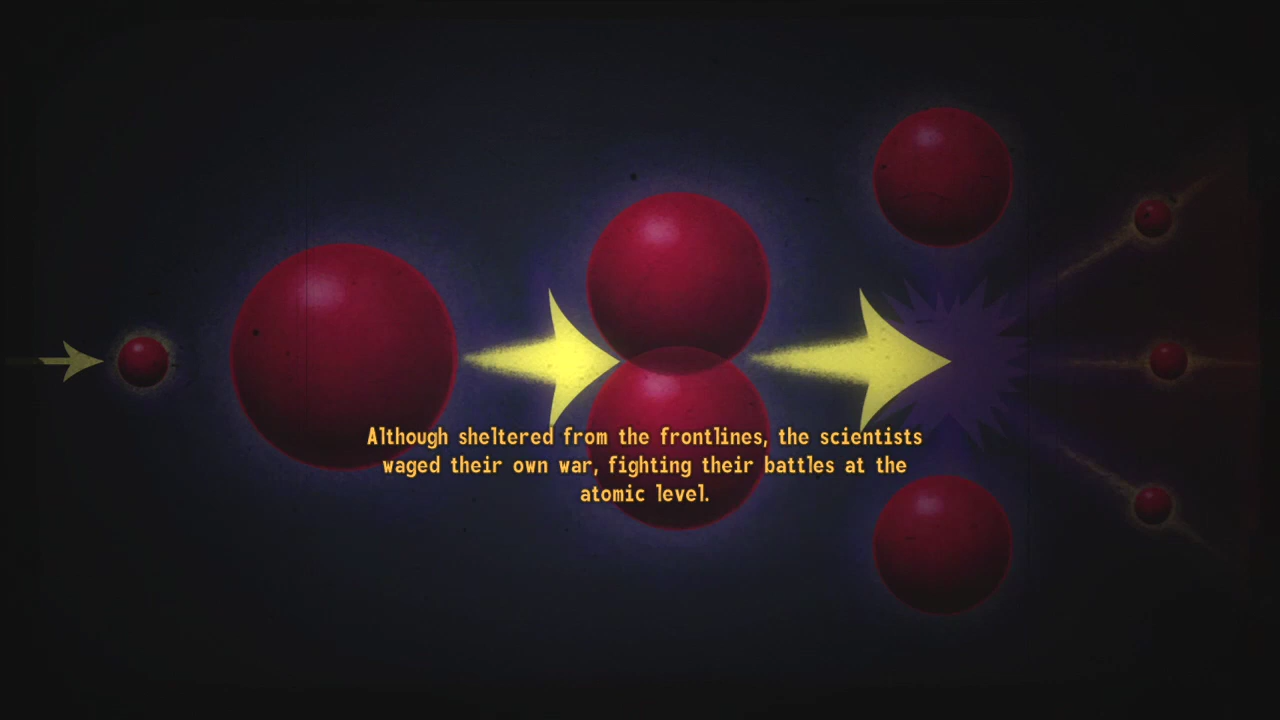 Although sheltered from the frontlines, the scientists
waged their own war, fighting their battles at the
atomic level.